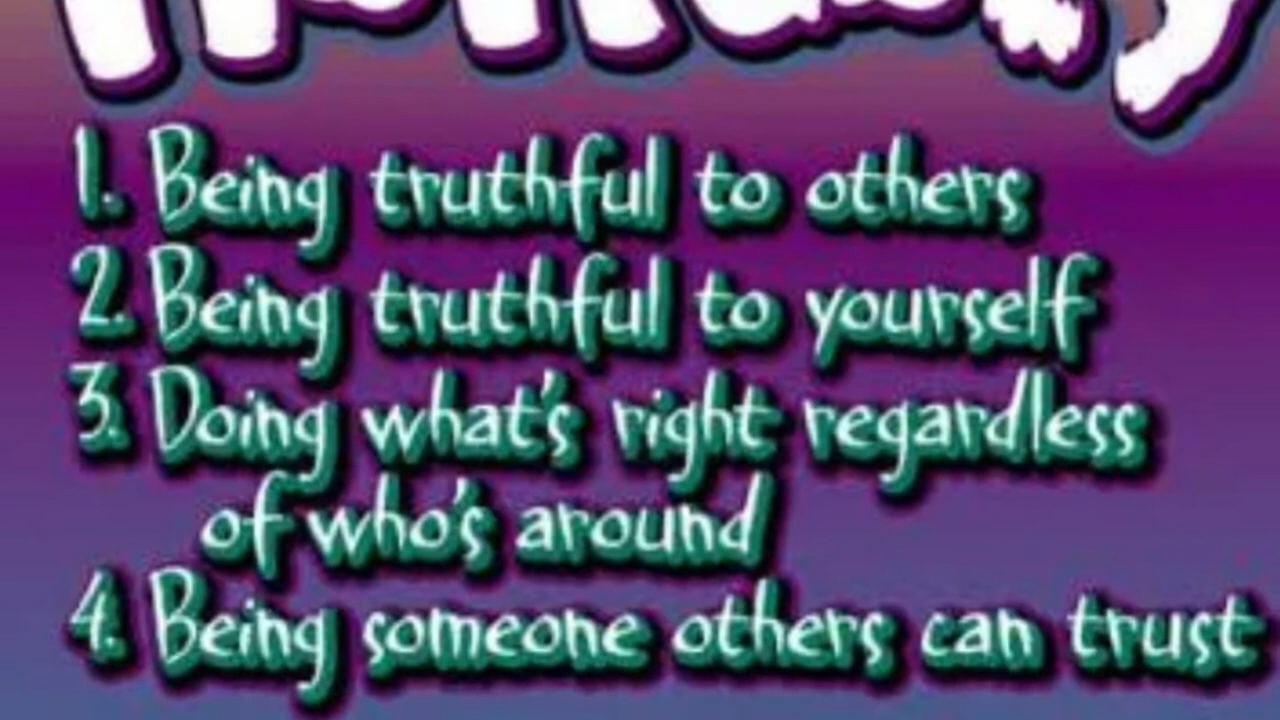 1. Being truthful to others
2. Being truthful to yourself
3. Doing what's right regardless
of who's around
4. Being someone others can trust